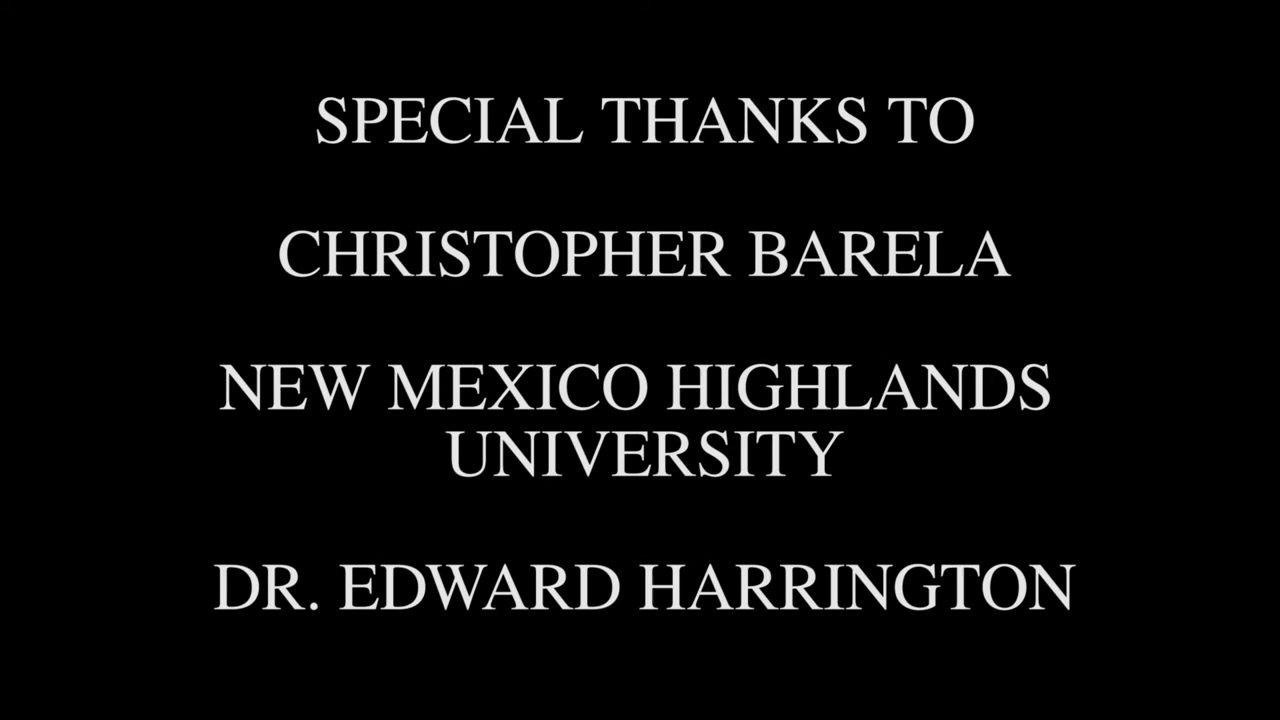 SPECIAL THANKS TO
CHRISTOPHER BARELA
NEW MEXICO HIGHLANDS
UNIVERSITY
DR. EDWARD HARRINGTON